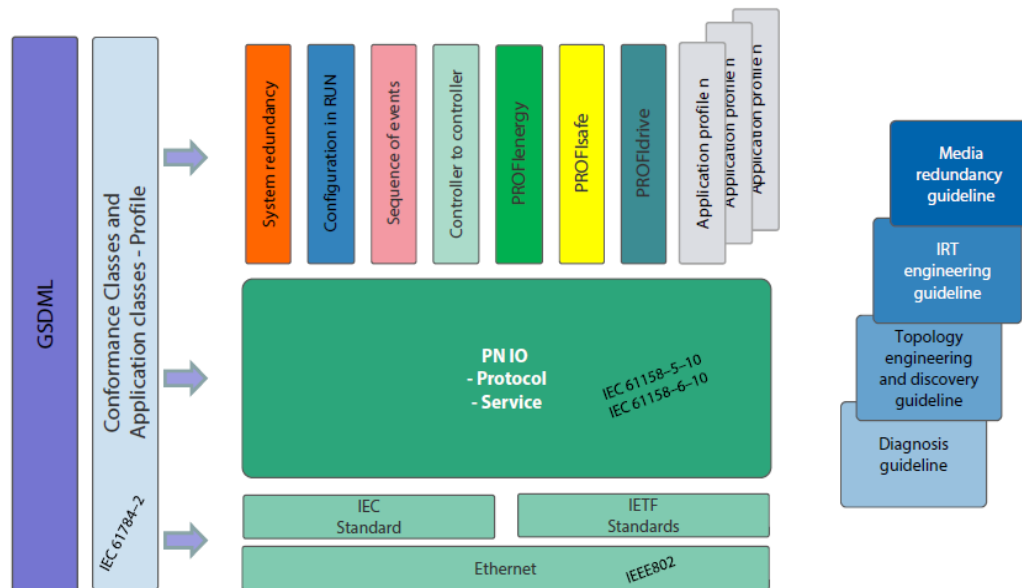 GSDML
Conformance Classes and
Application classes - Profile
IEC 61784–2
System redundancy
Configuration in RUN
Sequence of events
Controller to controller
PROFIenergy
PROFIsafe
PROFIdrive
Application profile n
Application profile n
Application profile n
PN IO
- Protocol
- Service
IEC 61158–5–10
IEC 61158–6–10
IEC
Standard
IETF
Standards
Ethernet
IEEE802
Media
redundancy
guideline
IRT
engineering
guideline
Topology
engineering
and discovery
guideline
Diagnosis
guideline